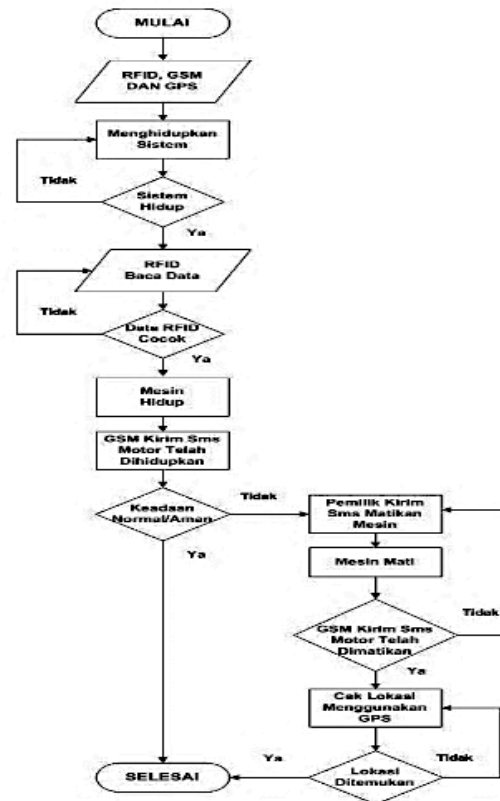 MULAI
RFID, GSM
DAN GPS
Menghidupkan
Sistem
Tidak
Sistem
Hidup
Ya
RFID
Baca Data
Tidak
Data RFID
Cocok
Ya
Mesin
Hidup
GSM Kirim Sms
Motor Telah
Dihidupkan
Keadaan
Normal/Aman
Tidak
Ya
Pemilik Kirim
Sms Matikan
Mesin
Mesin Mati
GSM Kirim Sms
Motor Telah
Dimatikan
Tidak
Ya
Cek Lokasi
Menggunakan
GPS
Lokasi
Ditemukan
Tidak
Ya
SELESAI